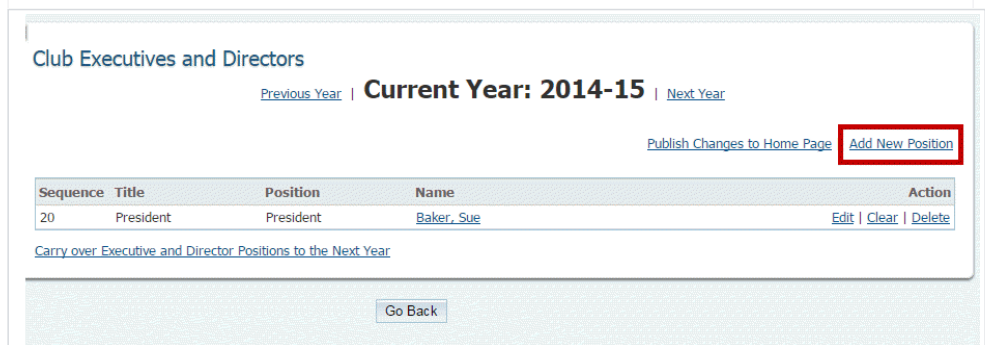 Club Executives and Directors
Previous Year | Current Year: 2014-15 | Next Year
Publish Changes to Home Page Add New Position
Sequence Title Position Name Action
20 President President Baker, Sue Edit | Clear | Delete
Carry over Executive and Director Positions to the Next Year
Go Back